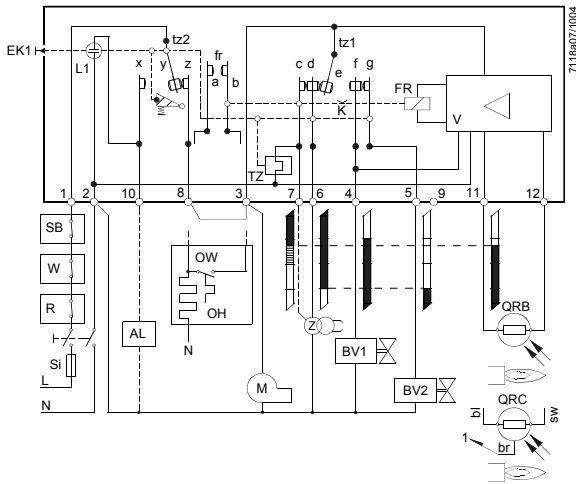 7118a07/1004
EK1
L1
tz2
x
y
z
fr
a
b
c
d
tz1
e
f
g
K
FR
V
TZ
1
2
10
8
3
7
6
4
5
9
11
12
SB
W
R
Si
L
N
AL
OW
OH
N
M
Z
BV1
BV2
QRB
QRC
bl
sw
br
1